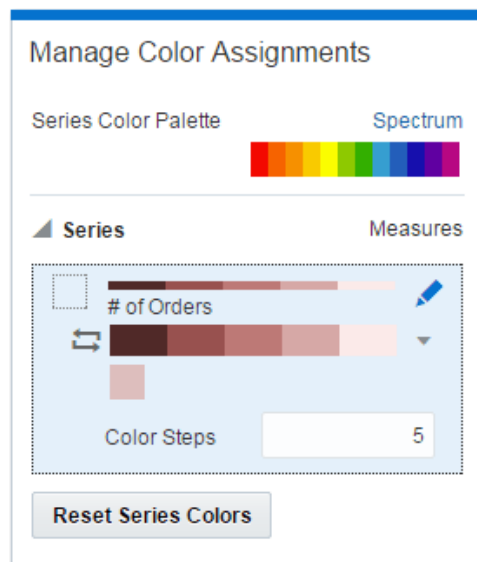 Manage Color Assignments
Series Color Palette Spectrum
Series Measures
# of Orders
Color Steps 5
Reset Series Colors